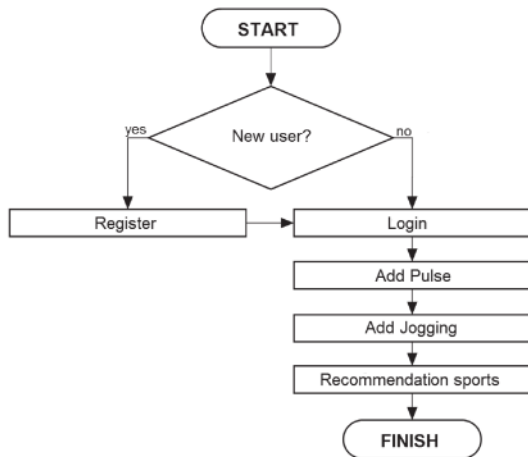 START
New user?
yes
no
Register
Login
Add Pulse
Add Jogging
Recommendation sports
FINISH